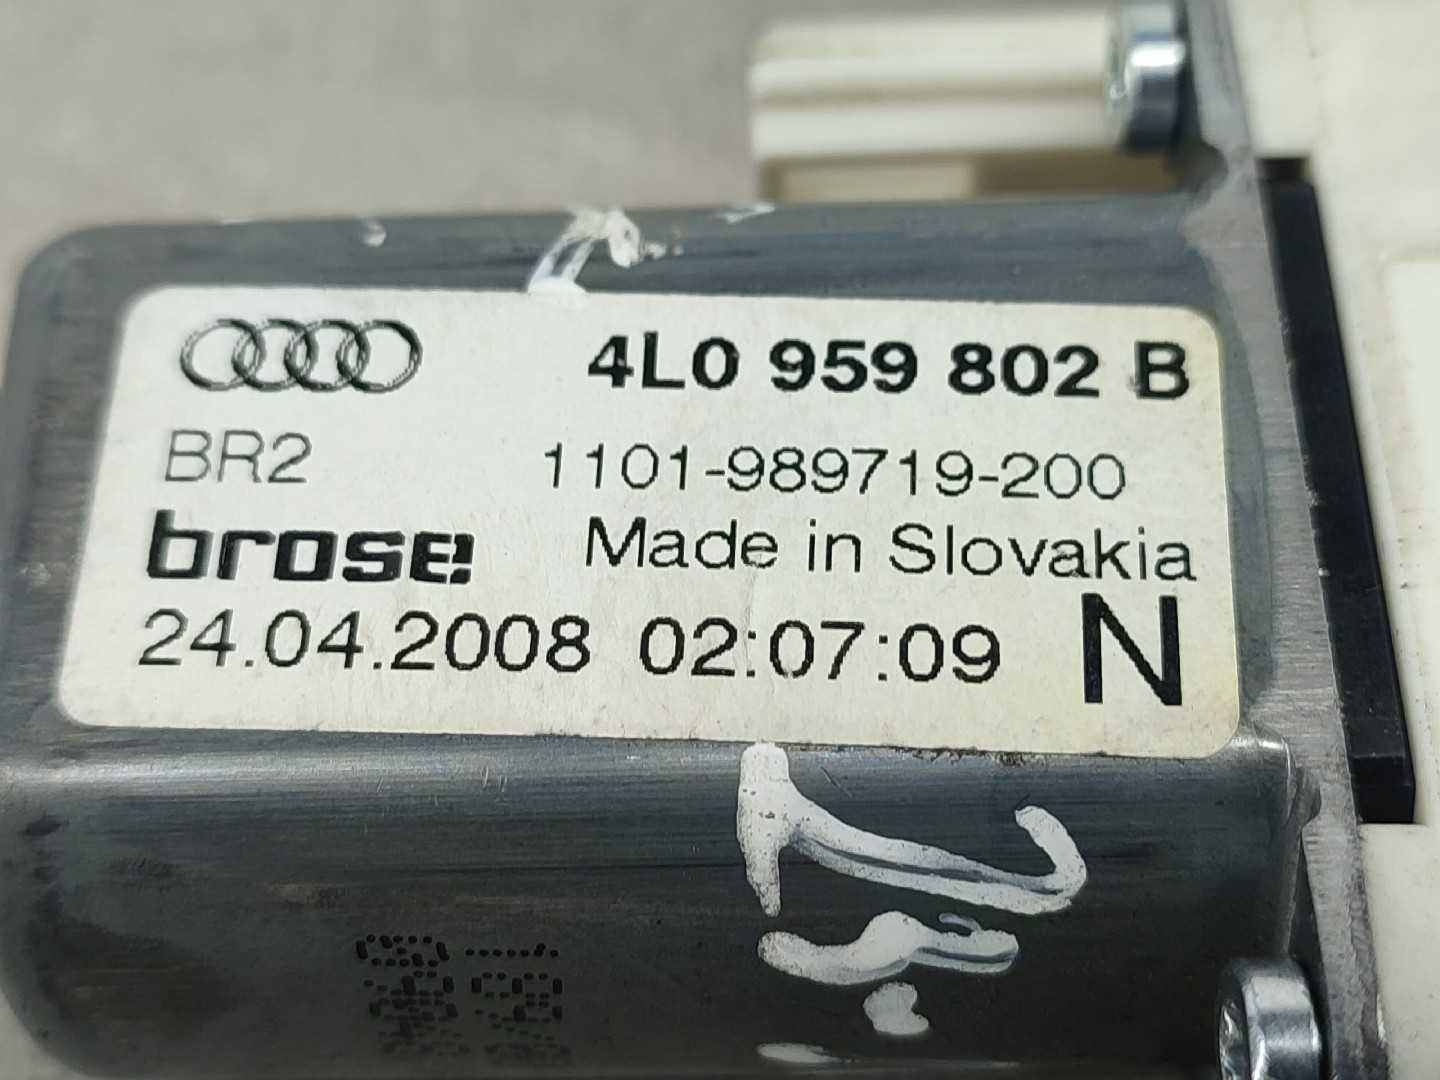 4L0 959 802 B
BR2 1101-989719-200
brose Made in Slovakia
24.04.2008 02:07:09 N